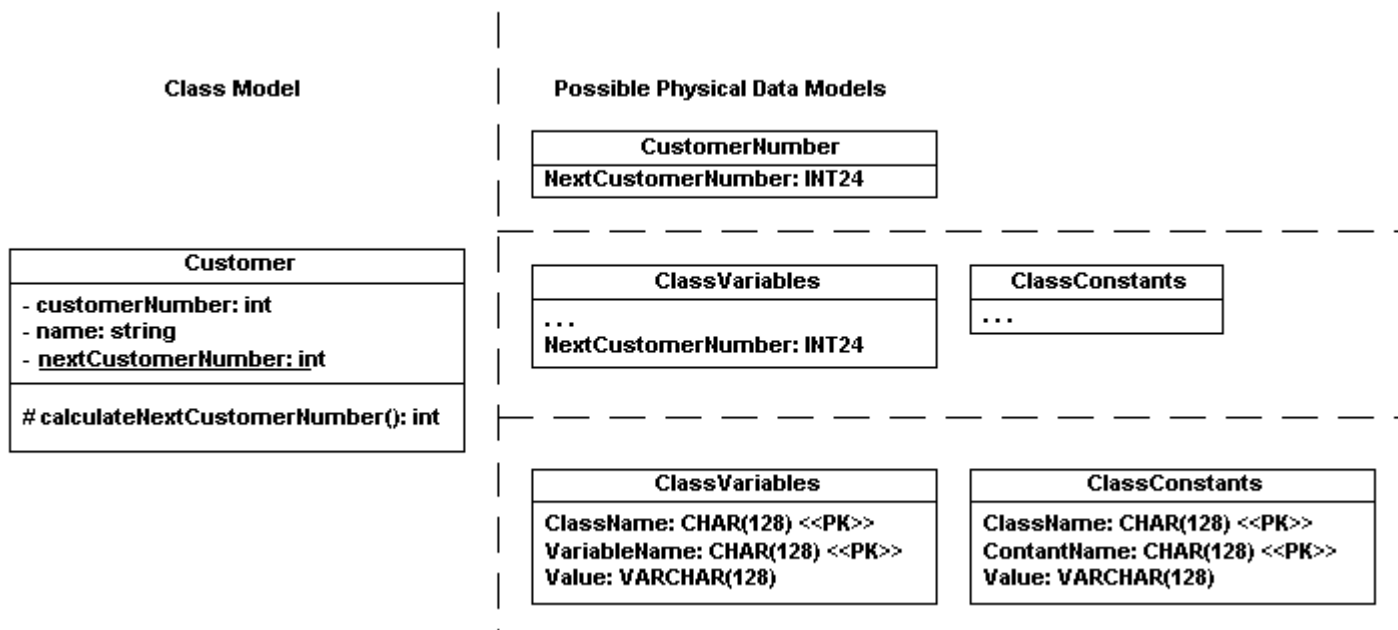 Class Model
Possible Physical Data Models
CustomerNumber
NextCustomerNumber: INT24
Customer
- customerNumber: int
- name: string
- nextCustomerNumber: int
# calculateNextCustomerNumber(): int
ClassVariables
. . .
NextCustomerNumber: INT24
ClassConstants
. . .
ClassVariables
ClassName: CHAR(128) <<PK>>
VariableName: CHAR(128) <<PK>>
Value: VARCHAR(128)
ClassConstants
ClassName: CHAR(128) <<PK>>
ContantName: CHAR(128) <<PK>>
Value: VARCHAR(128)